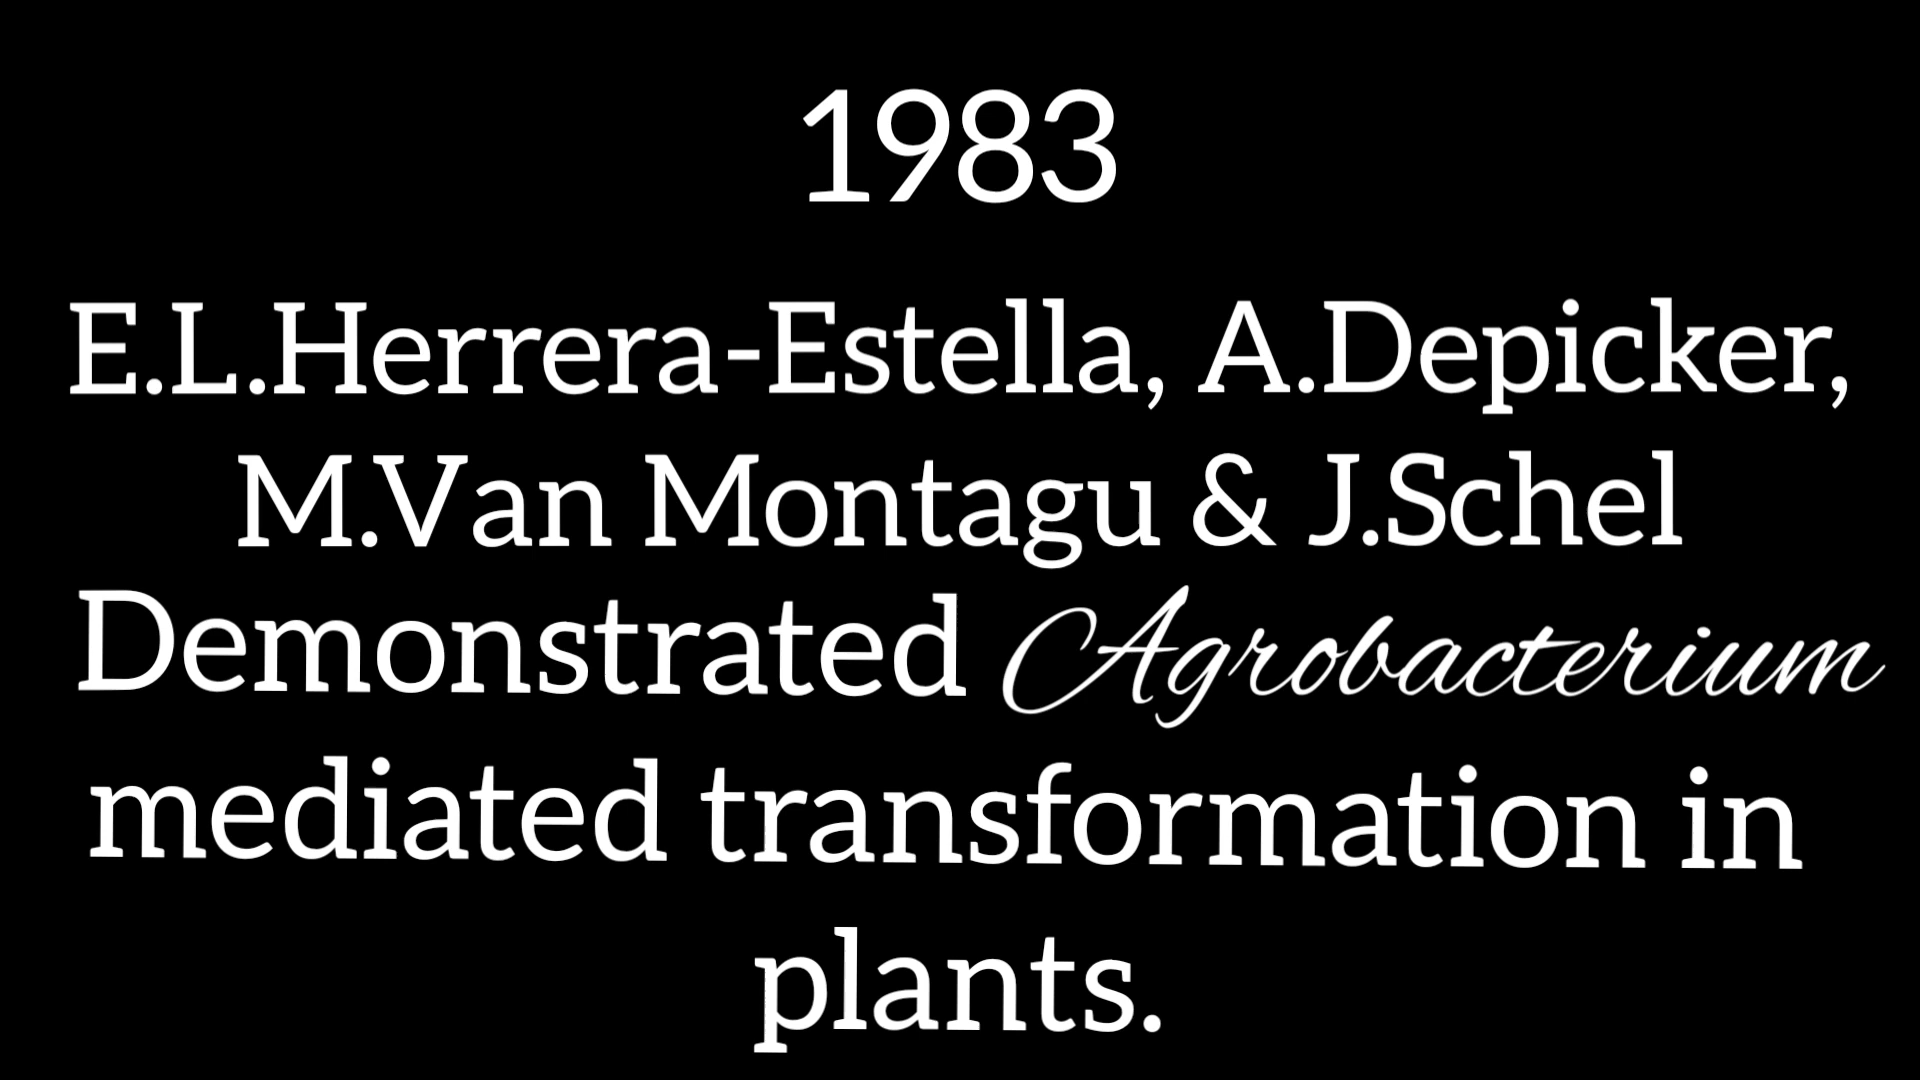 1983
E.L.Herrera-Estella, A.Depicker,
M.Van Montagu & J.Schel
Demonstrated Agrobacterium
mediated transformation in
plants.